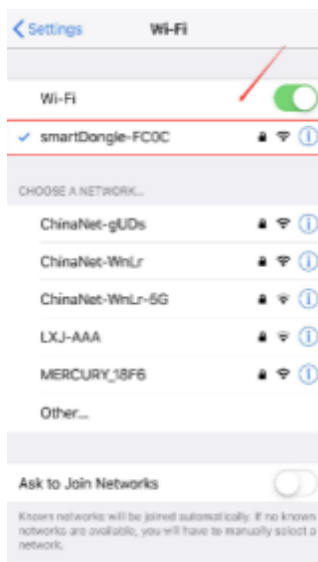 Settings Wi-Fi
Wi-Fi
smartDongle-FC0C
CHOOSE A NETWORK...
ChinaNet-gUDs
ChinaNet-WnLr
ChinaNet-WnLr-5G
LXJ-AAA
MERCURY_18F6
Other...
Ask to Join Networks
Known networks will be joined automatically. If no known
networks are available, you will have to manually select a
network.